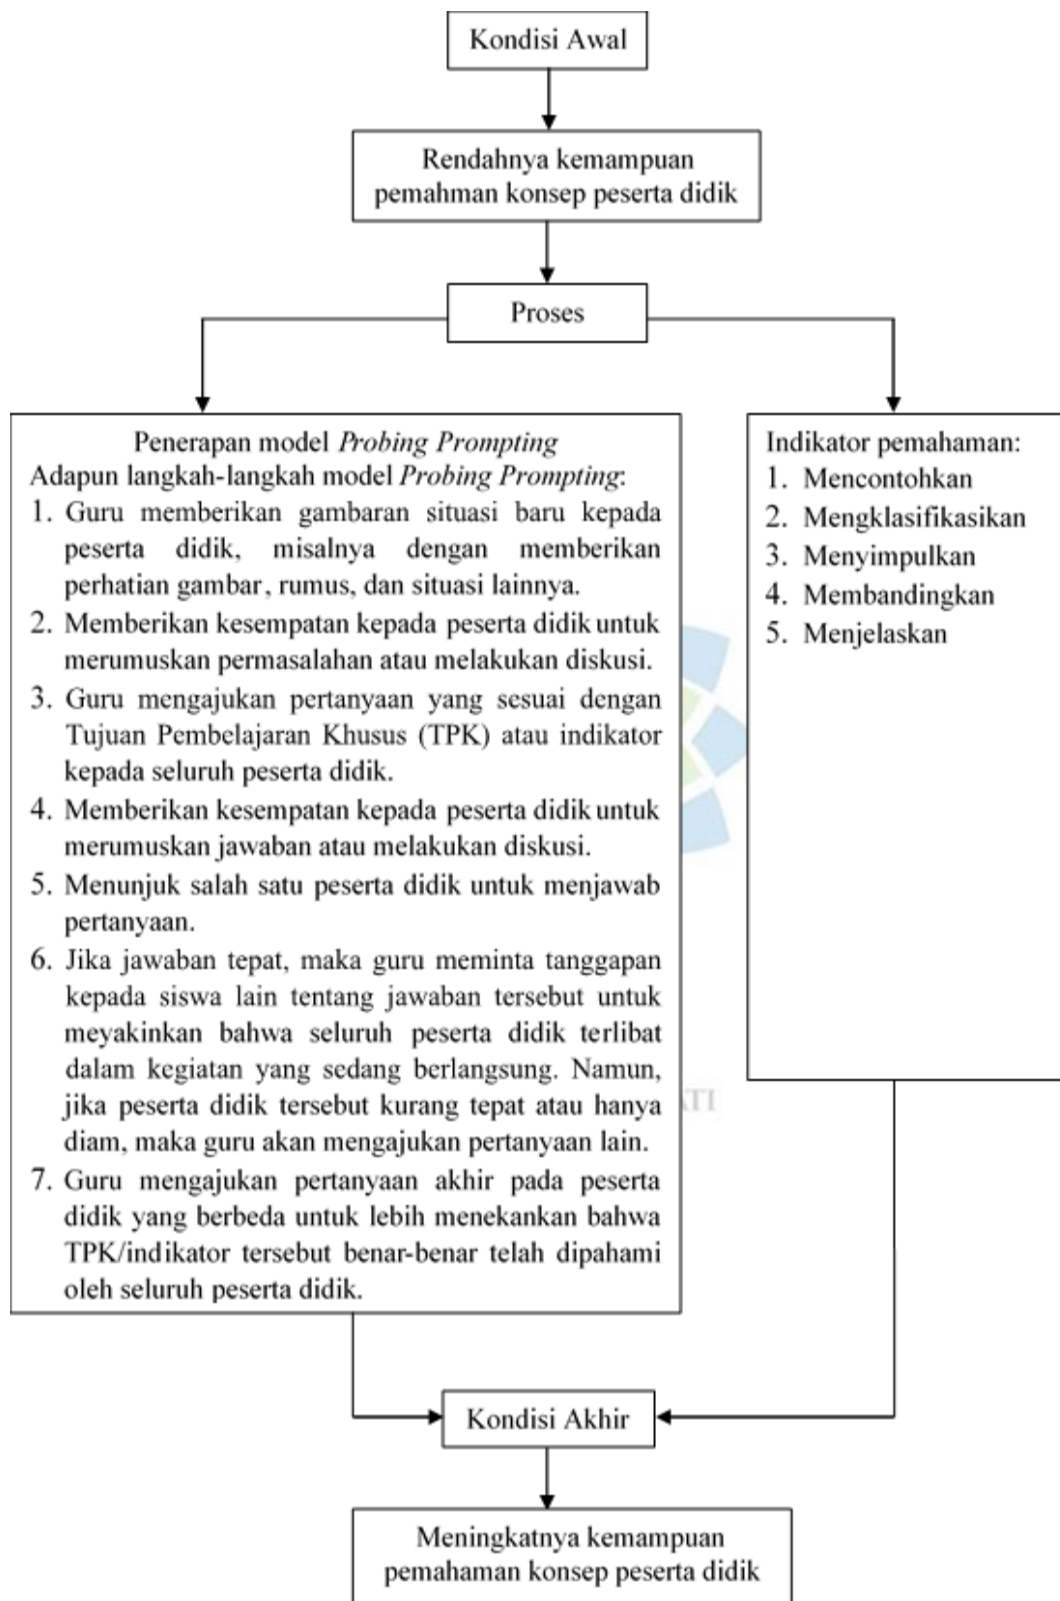 Kondisi Awal
Rendahnya kemampuan
pemahman konsep peserta didik
Proses
Penerapan model Probing Prompting
Adapun langkah-langkah model Probing Prompting:
1. Guru memberikan gambaran situasi baru kepada
peserta didik, misalnya dengan memberikan
perhatian gambar, rumus, dan situasi lainnya.
2. Memberikan kesempatan kepada peserta didik untuk
merumuskan permasalahan atau melakukan diskusi.
3. Guru mengajukan pertanyaan yang sesuai dengan
Tujuan Pembelajaran Khusus (TPK) atau indikator
kepada seluruh peserta didik.
4. Memberikan kesempatan kepada peserta didik untuk
merumuskan jawaban atau melakukan diskusi.
5. Menunjuk salah satu peserta didik untuk menjawab
pertanyaan.
6. Jika jawaban tepat, maka guru meminta tanggapan
kepada siswa lain tentang jawaban tersebut untuk
meyakinkan bahwa seluruh peserta didik terlibat
dalam kegiatan yang sedang berlangsung. Namun,
jika peserta didik tersebut kurang tepat atau hanya
diam, maka guru akan mengajukan pertanyaan lain.
7. Guru mengajukan pertanyaan akhir pada peserta
didik yang berbeda untuk lebih menekankan bahwa
TPK/indikator tersebut benar-benar telah dipahami
oleh seluruh peserta didik.
Indikator pemahaman:
1. Mencontohkan
2. Mengklasifikasikan
3. Menyimpulkan
4. Membandingkan
5. Menjelaskan
Kondisi Akhir
Meningkatnya kemampuan
pemahaman konsep peserta didik